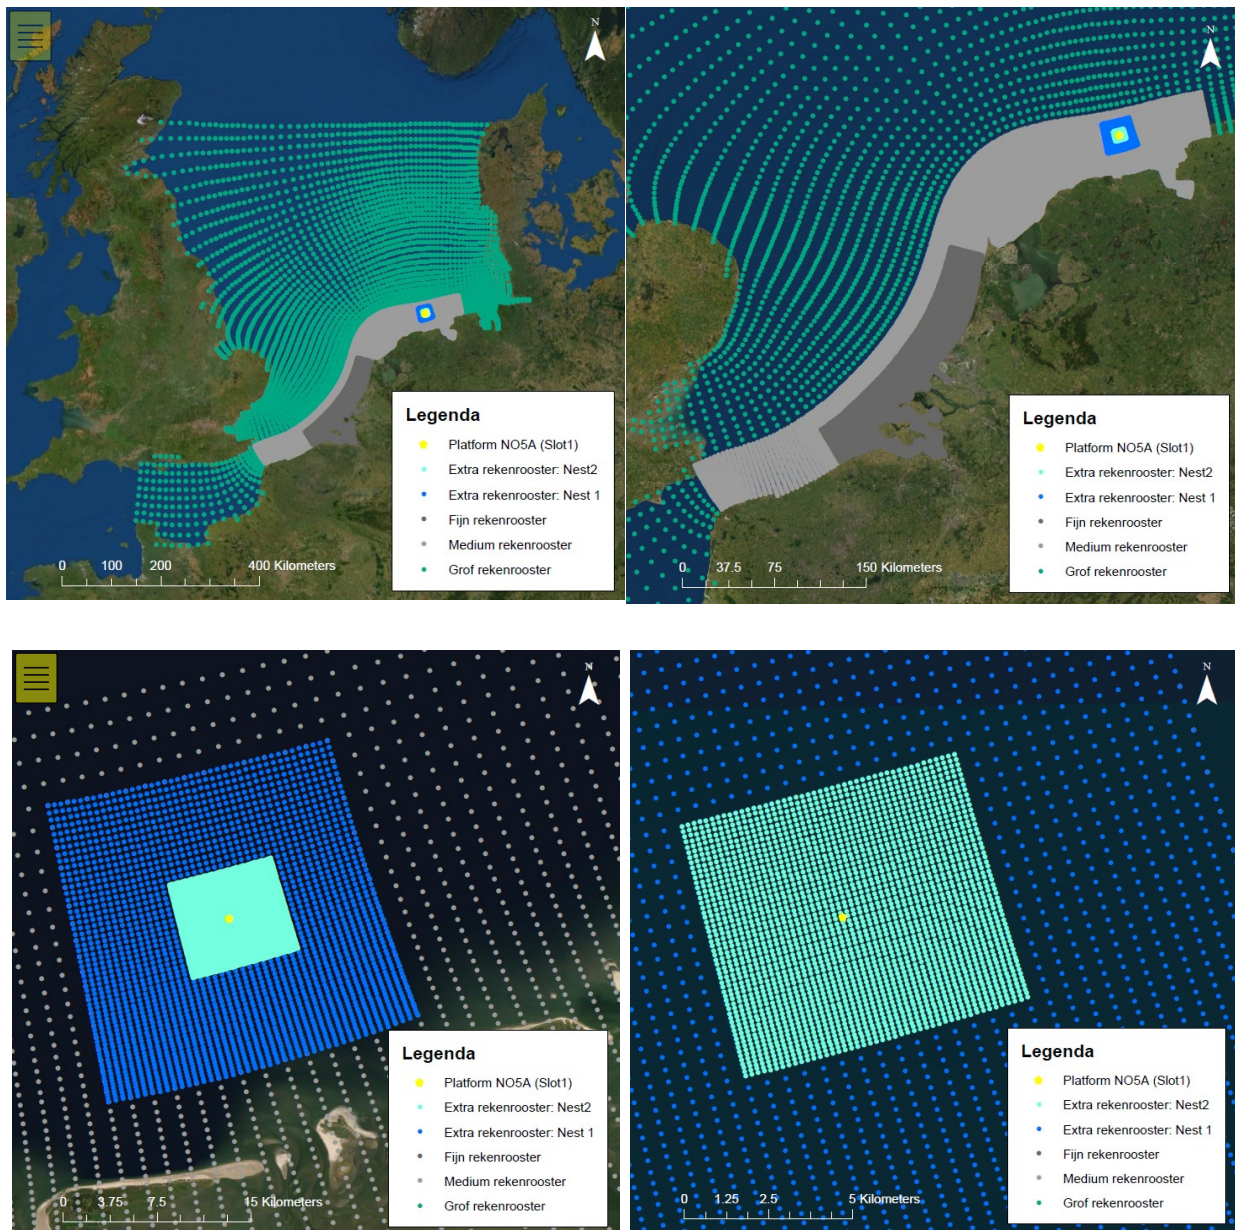 N
Legenda
Platform NO5A (Slot1)
Extra rekenrooster: Nest2
Extra rekenrooster: Nest 1
Fijn rekenrooster
Medium rekenrooster
Grof rekenrooster
0 100 200 400 Kilometers
N
Legenda
Platform NO5A (Slot1)
Extra rekenrooster: Nest2
Extra rekenrooster: Nest 1
Fijn rekenrooster
Medium rekenrooster
Grof rekenrooster
0 37.5 75 150 Kilometers
N
Legenda
Platform NO5A (Slot1)
Extra rekenrooster: Nest2
Extra rekenrooster: Nest 1
Fijn rekenrooster
Medium rekenrooster
Grof rekenrooster
0 3.75 7.5 15 Kilometers
N
Legenda
Platform NO5A (Slot1)
Extra rekenrooster: Nest2
Extra rekenrooster: Nest 1
Fijn rekenrooster
Medium rekenrooster
Grof rekenrooster
0 1.25 2.5 5 Kilometers